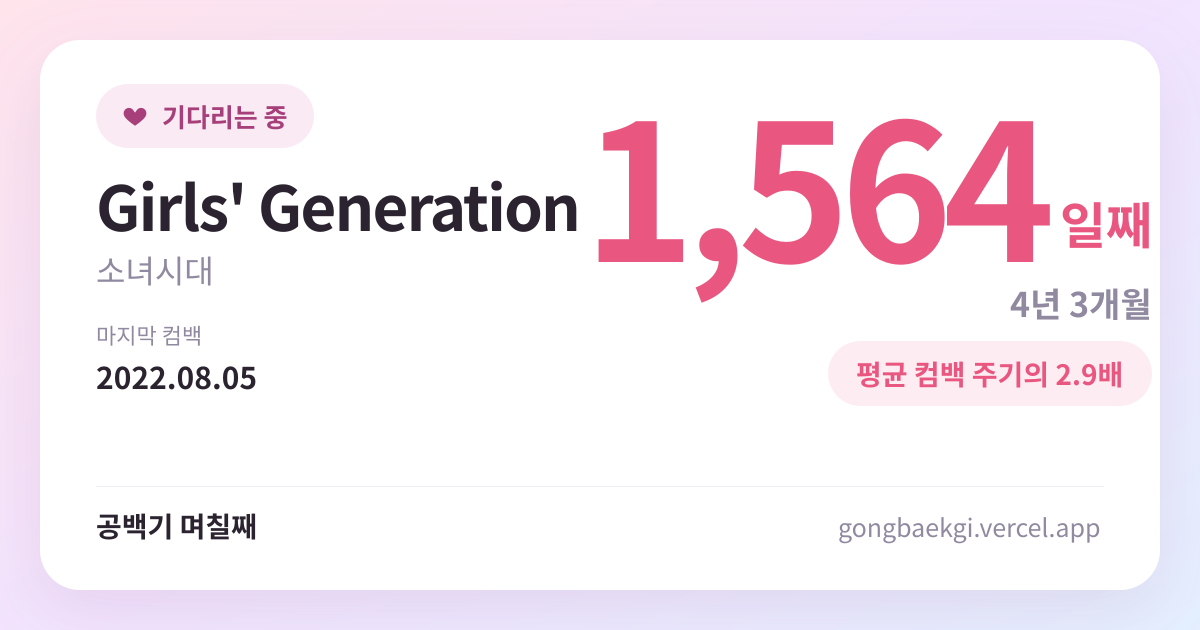 기다리는 중
Girls' Generation
소녀시대
마지막 컴백
2022.08.05
1,564 일째
4년 3개월
평균 컴백 주기의 2.9배
공백기 며칠째
gongbaekgi.vercel.app